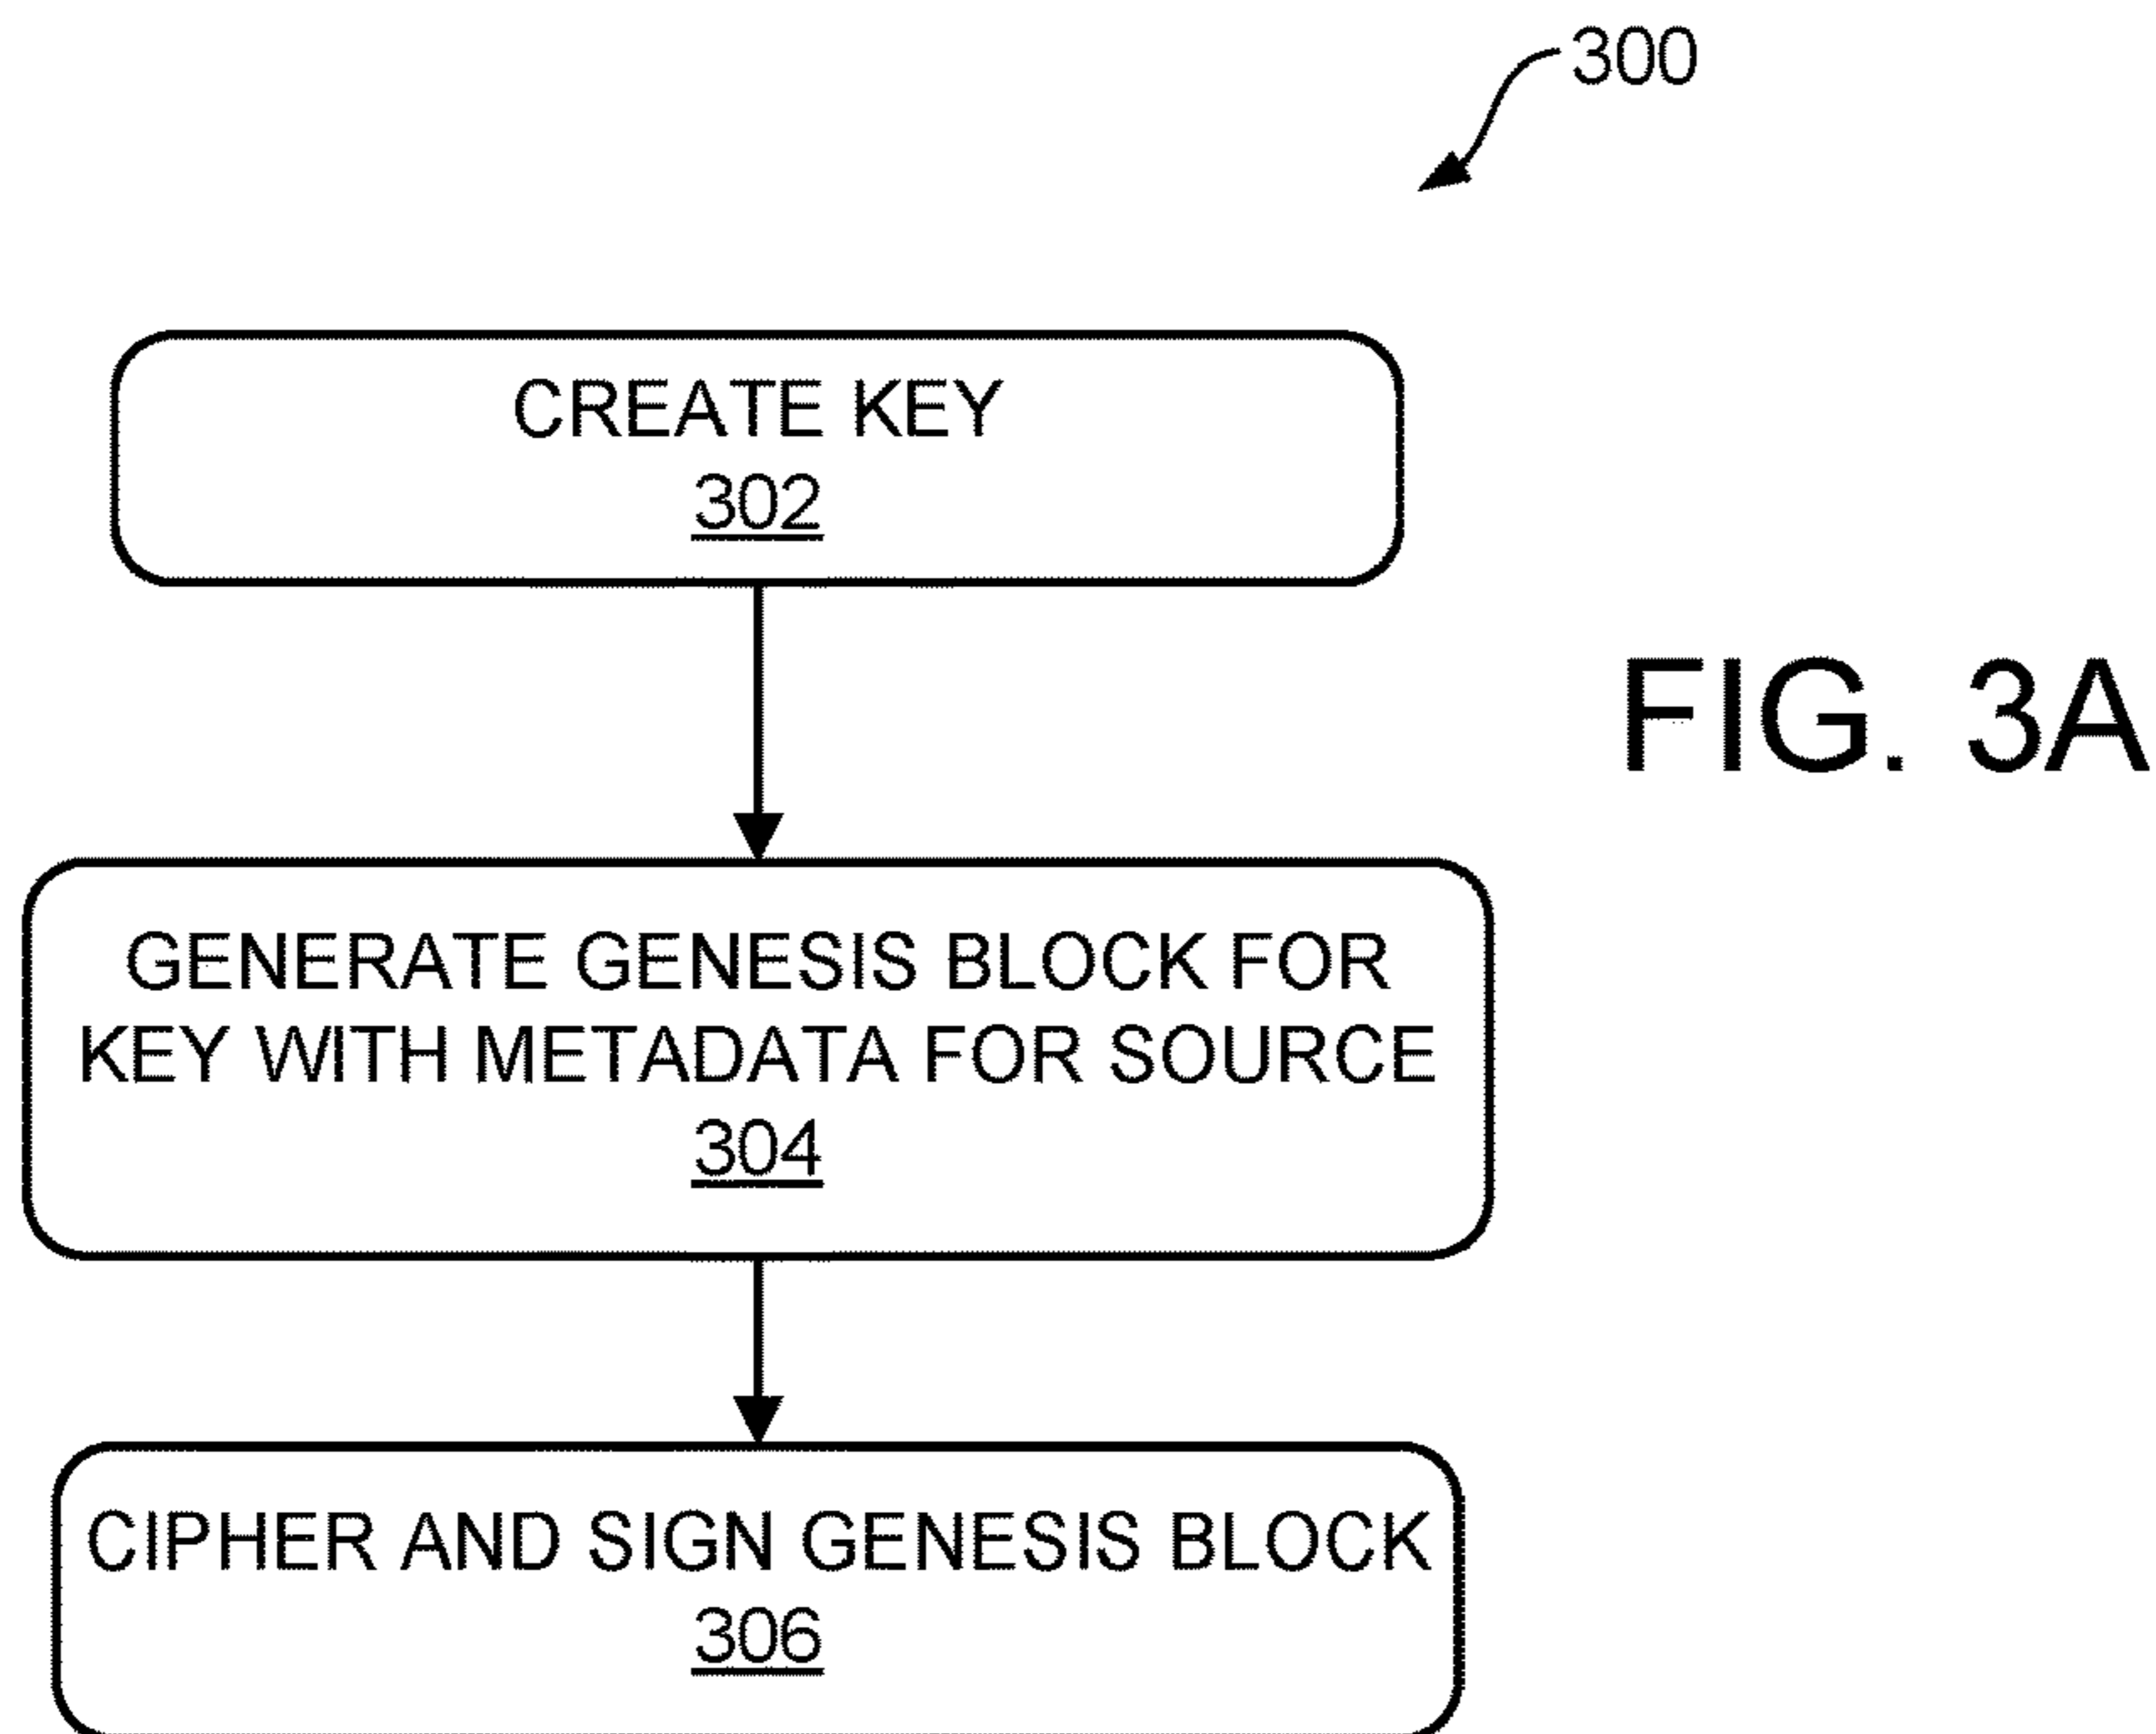 300
CREATE KEY
302
FIG. 3A
GENERATE GENESIS BLOCK FOR
KEY WITH METADATA FOR SOURCE
304
CIPHER AND SIGN GENESIS BLOCK
306